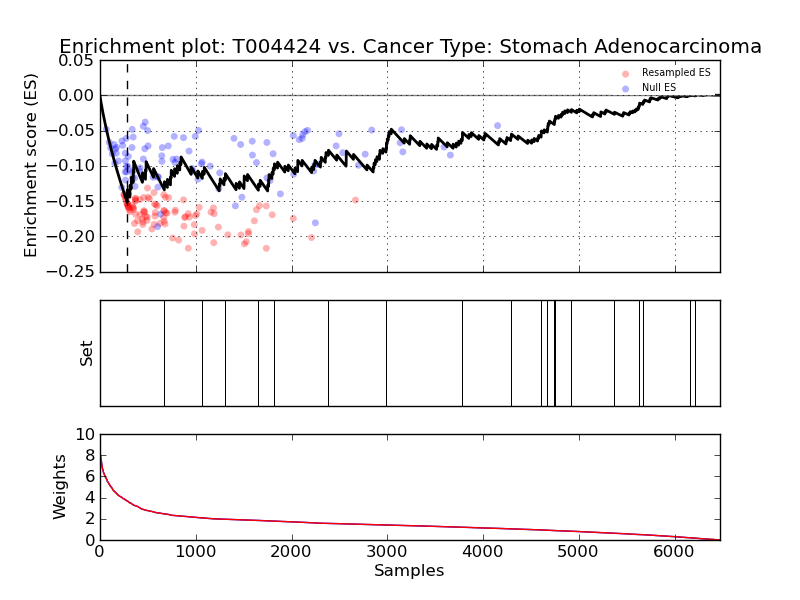 Enrichment plot: T004424 vs. Cancer Type: Stomach Adenocarcinoma
Enrichment score (ES)
0.05
0.00
−0.05
−0.10
−0.15
−0.20
−0.25
Resampled ES
Null ES
Set
Weights
10
8
6
4
2
0
0 1000 2000 3000 4000 5000 6000
Samples